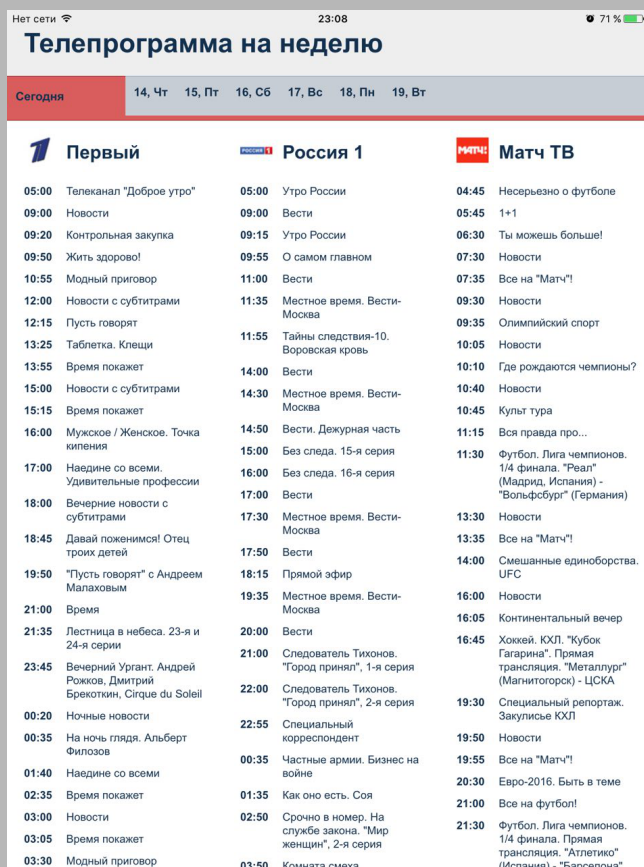 Нет сети 23:08 71 %
Телепрограмма на неделю
Сегодня 14, Чт 15, Пт 16, Сб 17, Вс 18, Пн 19, Вт
Первый
05:00 Телеканал "Доброе утро"
09:00 Новости
09:20 Контрольная закупка
09:50 Жить здорово!
10:55 Модный приговор
12:00 Новости с субтитрами
12:15 Пусть говорят
13:25 Таблетка. Клещи
13:55 Время покажет
15:00 Новости с субтитрами
15:15 Время покажет
16:00 Мужское / Женское. Точка
кипения
17:00 Наедине со всеми.
Удивительные профессии
18:00 Вечерние новости с
субтитрами
18:45 Давай поженимся! Отец
троих детей
19:50 "Пусть говорят" с Андреем
Малаховым
21:00 Время
21:35 Лестница в небеса. 23-я и
24-я серии
23:45 Вечерний Ургант. Андрей
Рожков, Дмитрий
Брекоткин, Cirque du Soleil
00:20 Ночные новости
00:35 На ночь глядя. Альберт
Филозов
01:40 Наедине со всеми
02:35 Время покажет
03:00 Новости
03:05 Время покажет
03:30 Модный приговор
РОССИЯ 1 Россия 1
05:00 Утро России
09:00 Вести
09:15 Утро России
09:55 О самом главном
11:00 Вести
11:35 Местное время. Вести-
Москва
11:55 Тайны следствия-10.
Воровская кровь
14:00 Вести
14:30 Местное время. Вести-
Москва
14:50 Вести. Дежурная часть
15:00 Без следа. 15-я серия
16:00 Без следа. 16-я серия
17:00 Вести
17:30 Местное время. Вести-
Москва
17:50 Вести
18:15 Прямой эфир
19:35 Местное время. Вести-
Москва
20:00 Вести
21:00 Следователь Тихонов.
"Город принял", 1-я серия
22:00 Следователь Тихонов.
"Город принял", 2-я серия
22:55 Специальный
корреспондент
00:35 Частные армии. Бизнес на
войне
01:35 Как оно есть. Соя
02:50 Срочно в номер. На
службе закона. "Мир
женщин", 2-я серия
03:50 Комната смеха
МАТЧ! Матч ТВ
04:45 Несерьезно о футболе
05:45 1+1
06:30 Ты можешь больше!
07:30 Новости
07:35 Все на "Матч"!
09:30 Новости
09:35 Олимпийский спорт
10:05 Новости
10:10 Где рождаются чемпионы?
10:40 Новости
10:45 Культ тура
11:15 Вся правда про...
11:30 Футбол. Лига чемпионов.
1/4 финала. "Реал"
(Мадрид, Испания) -
"Вольфсбург" (Германия)
13:30 Новости
13:35 Все на "Матч"!
14:00 Смешанные единоборства.
UFC
16:00 Новости
16:05 Континентальный вечер
16:45 Хоккей. КХЛ. "Кубок
Гагарина". Прямая
трансляция. "Металлург"
(Магнитогорск) - ЦСКА
19:30 Специальный репортаж.
Закулисье КХЛ
19:50 Новости
19:55 Все на "Матч"!
20:30 Евро-2016. Быть в теме
21:00 Все на футбол!
21:30 Футбол. Лига чемпионов.
1/4 финала. Прямая
трансляция. "Атлетико"
(Испания) - "Барселона"